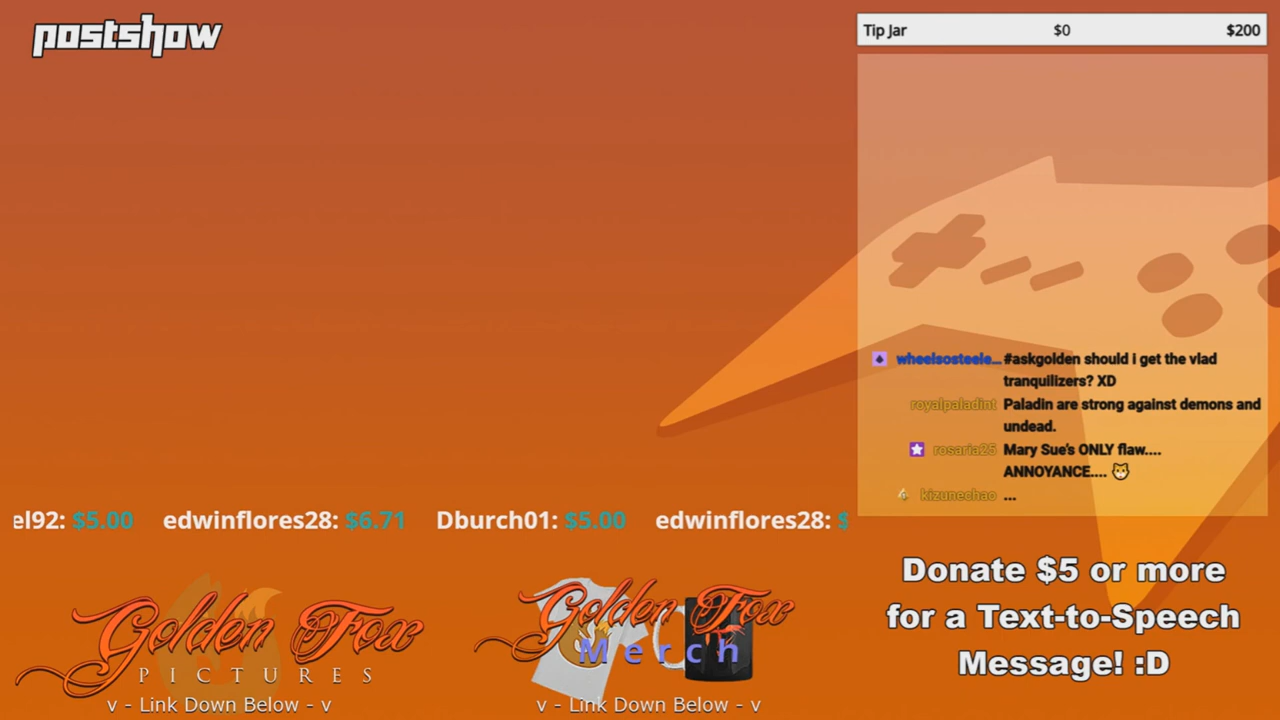 postshow
Tip Jar $0 $200
wheelsosteele... #askgolden should i get the vlad
tranquilizers? XD
royalpaladint Paladin are strong against demons and
undead.
rosaria25 Mary Sue's ONLY flaw....
ANNOYANCE....
kizunechao ...
el92: $5.00 edwinflores28: $6.71 Dburch01: $5.00 edwinflores28: $
Donate $5 or more
for a Text-to-Speech
Message! :D
Golden Fox
PICTURES
v - Link Down Below - v
Golden Fox
Merch
v - Link Down Below - v